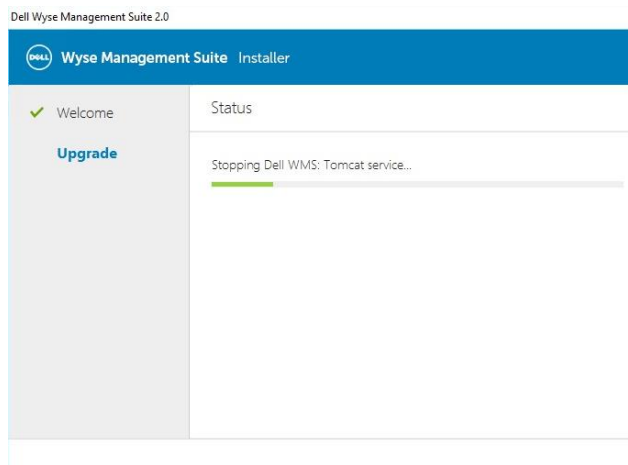 Dell Wyse Management Suite 2.0
DELL Wyse Management Suite Installer
Welcome
Status
Upgrade
Stopping Dell WMS: Tomcat service...